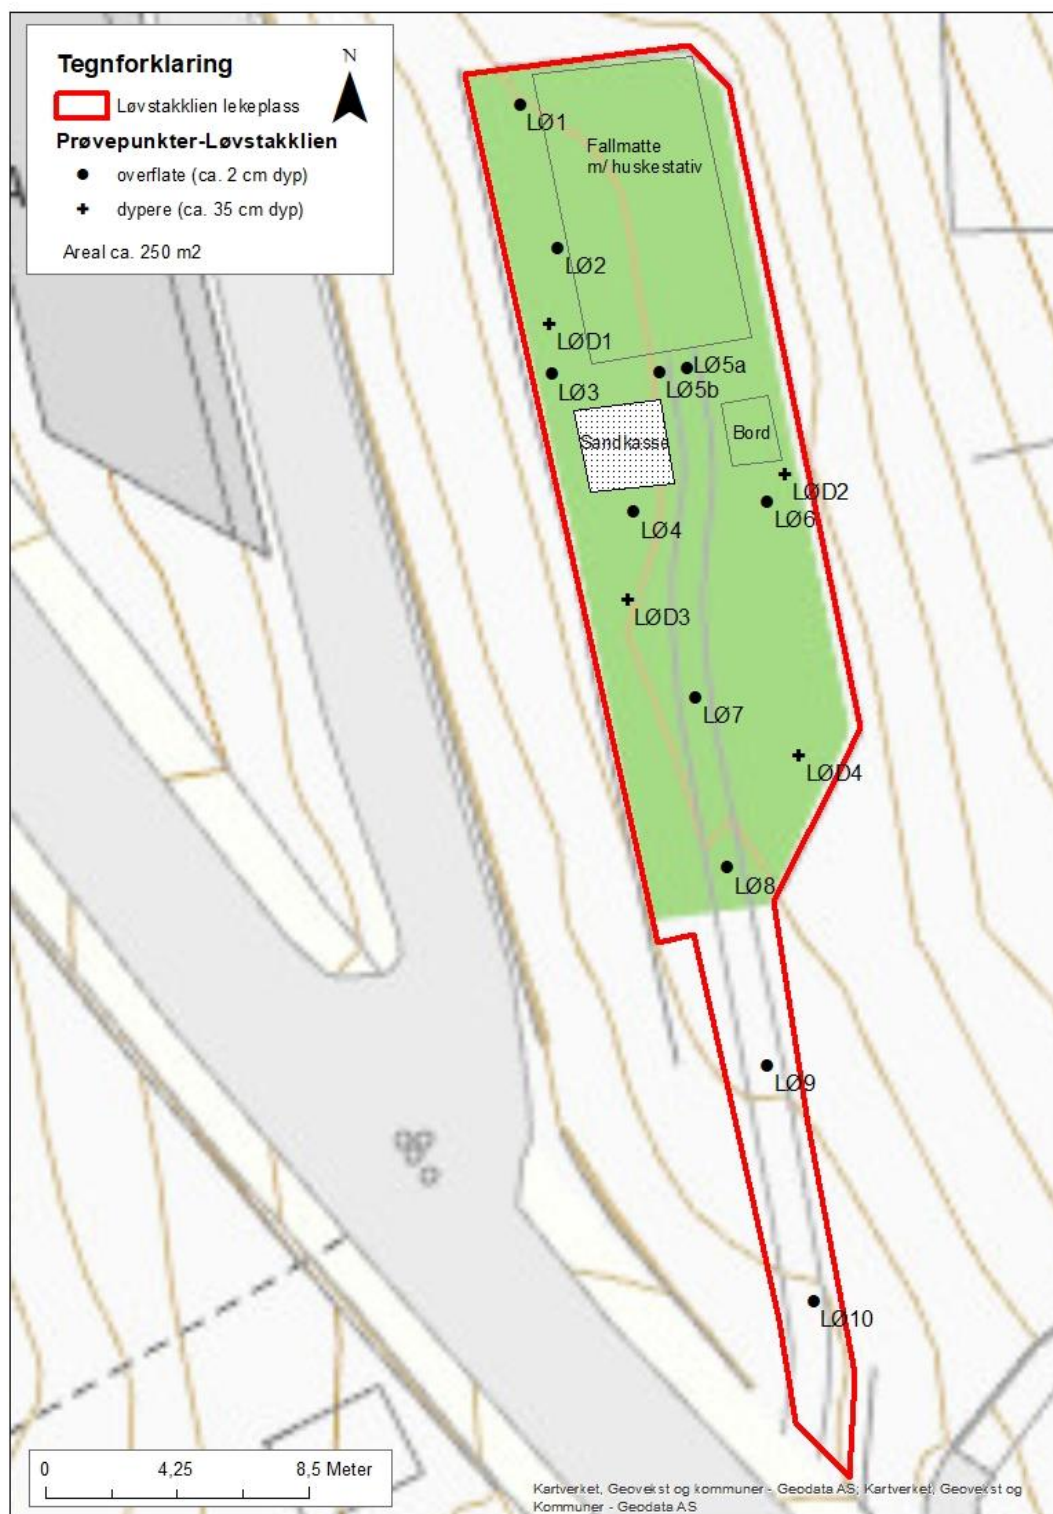 Tegnforklaring
N
Løvstakklien lekeplass
Prøvepunkter-Løvstakklien
overflate (ca. 2 cm dyp)
dypere (ca. 35 cm dyp)
Areal ca. 250 m2
LØ1
Fallmatte
m/ huskestativ
LØ2
LØD1
LØ3
LØ5a
LØ5b
Sandkasse
Bord
LØD2
LØ6
LØ4
LØD3
LØ7
LØD4
LØ8
LØ9
LØ10
0 4,25 8,5 Meter
Kartverket, Geovekst og kommuner - Geodata AS; Kartverket, Geovekst og
Kommuner - Geodata AS